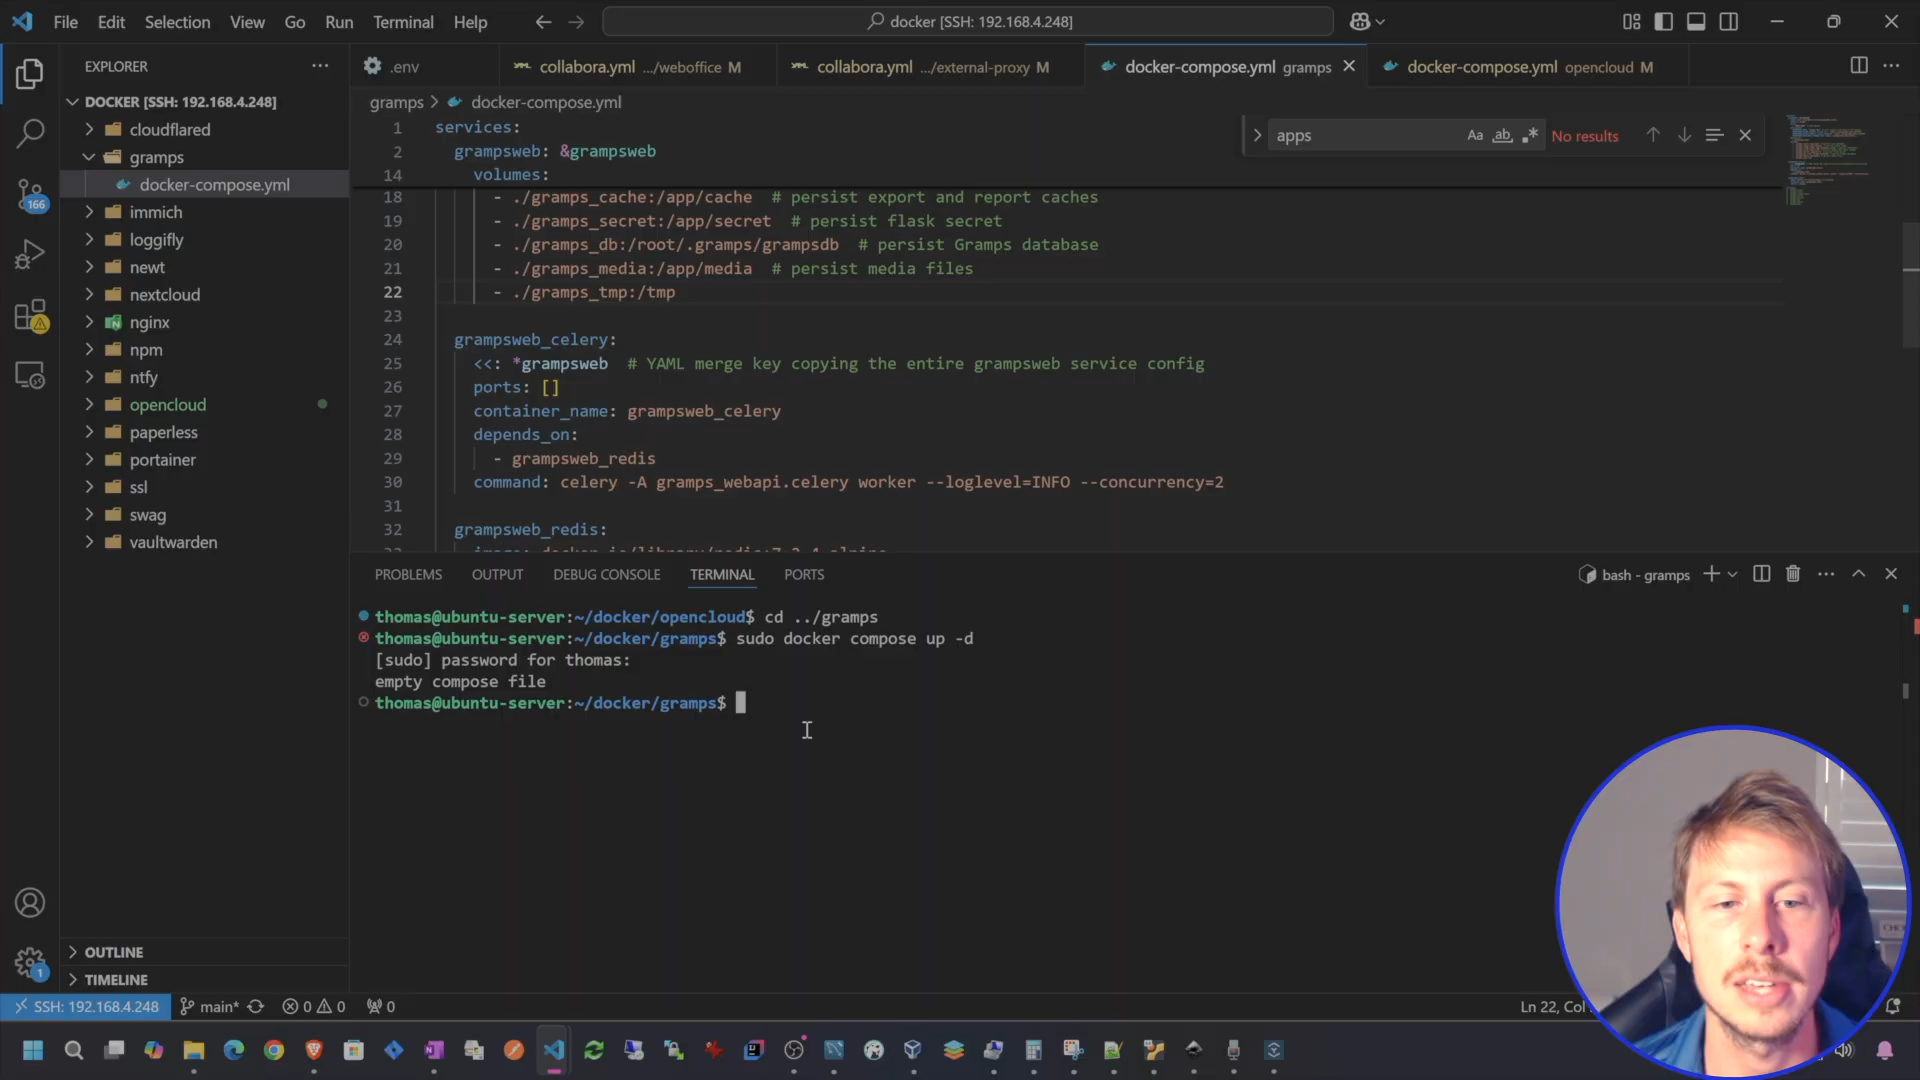 File Edit Selection View Go Run Terminal Help
docker [SSH: 192.168.4.248]
EXPLORER
DOCKER [SSH: 192.168.4.248]
cloudflared
gramps
docker-compose.yml
immich
loggifly
newt
nextcloud
nginx
npm
ntfy
opencloud
paperless
portainer
ssl
swag
vaultwarden
OUTLINE
TIMELINE
166
1
.env
collabora.yml .../weboffice M
collabora.yml .../external-proxy M
docker-compose.yml gramps
docker-compose.yml opencloud M
gramps > docker-compose.yml
apps
Aa
ab
No results
1 services:
2 grampsweb: &grampsweb
14 volumes:
18 - ./gramps_cache:/app/cache # persist export and report caches
19 - ./gramps_secret:/app/secret # persist flask secret
20 - ./gramps_db:/root/.gramps/grampsdb # persist Gramps database
21 - ./gramps_media:/app/media # persist media files
22 - ./gramps_tmp:/tmp
23
24 grampsweb_celery:
25 <<: *grampsweb # YAML merge key copying the entire grampsweb service config
26 ports: []
27 container_name: grampsweb_celery
28 depends_on:
29 - grampsweb_redis
30 command: celery -A gramps_webapi.celery worker --loglevel=INFO --concurrency=2
31
32 grampsweb_redis:
PROBLEMS OUTPUT DEBUG CONSOLE TERMINAL PORTS
bash - gramps
thomas@ubuntu-server:~/docker/opencloud$ cd ../gramps
thomas@ubuntu-server:~/docker/gramps$ sudo docker compose up -d
[sudo] password for thomas:
empty compose file
thomas@ubuntu-server:~/docker/gramps$
SSH: 192.168.4.248 main* 0 0 0
Ln 22, Col